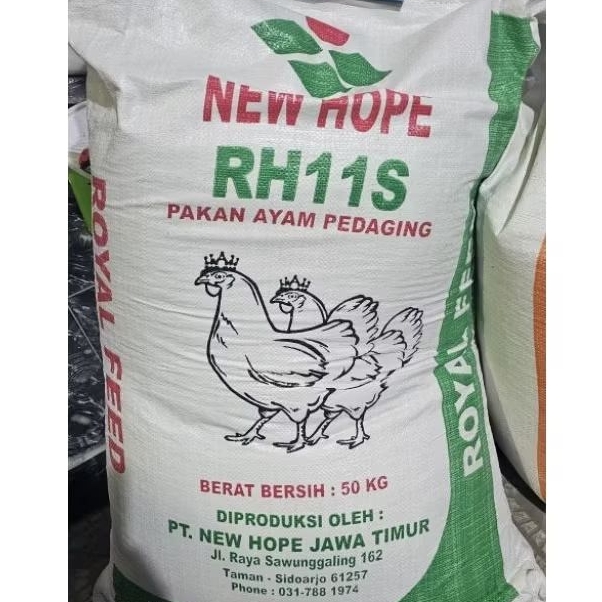 NEW HOPE
RH11S
PAKAN AYAM PEDAGING
ROYAL FEED
ROYAL FE
BERAT BERSIH : 50 KG
DIPRODUKSI OLEH :
PT. NEW HOPE JAWA TIMUR
Jl. Raya Sawunggaling 162
Taman - Sidoarjo 61257
Phone : 031-788 1974